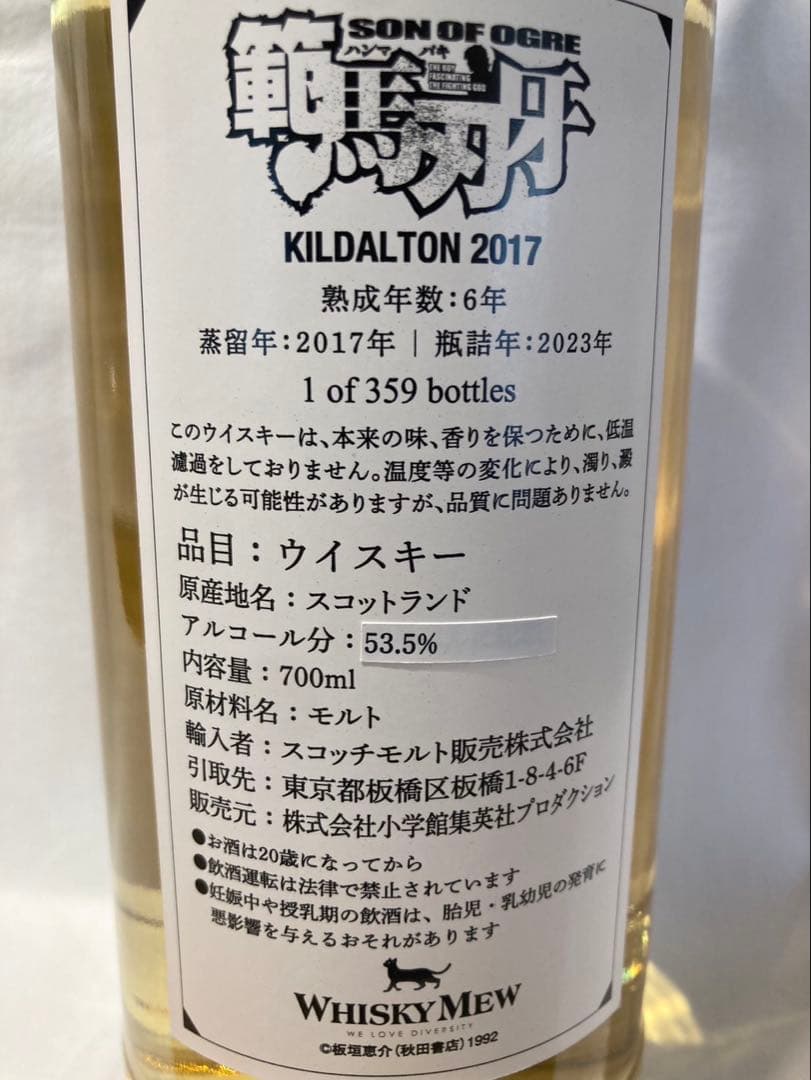 SON OF OGRE
ハンマ バキ
THE BOY
FASCINATING
THE FIGHTING GOD
範馬刃牙
KILDALTON 2017
熟成年数：6年
蒸留年：2017年 | 瓶詰年：2023年
1 of 359 bottles
このウイスキーは、本来の味、香りを保つために、低温
濾過をしておりません。温度等の変化により、濁り、澱
が生じる可能性がありますが、品質に問題ありません。
品目：ウイスキー
原産地名：スコットランド
アルコール分：53.5%
内容量：700ml
原材料名：モルト
輸入者：スコッチモルト販売株式会社
引取先：東京都板橋区板橋1-8-4-6F
販売元：株式会社小学館集英社プロダクション
●お酒は20歳になってから
●飲酒運転は法律で禁止されています
●妊娠中や授乳期の飲酒は、胎児・乳幼児の発育に
悪影響を与えるおそれがあります
WHISKY MEW
WE LOVE DIVERSITY
©板垣恵介（秋田書店）1992